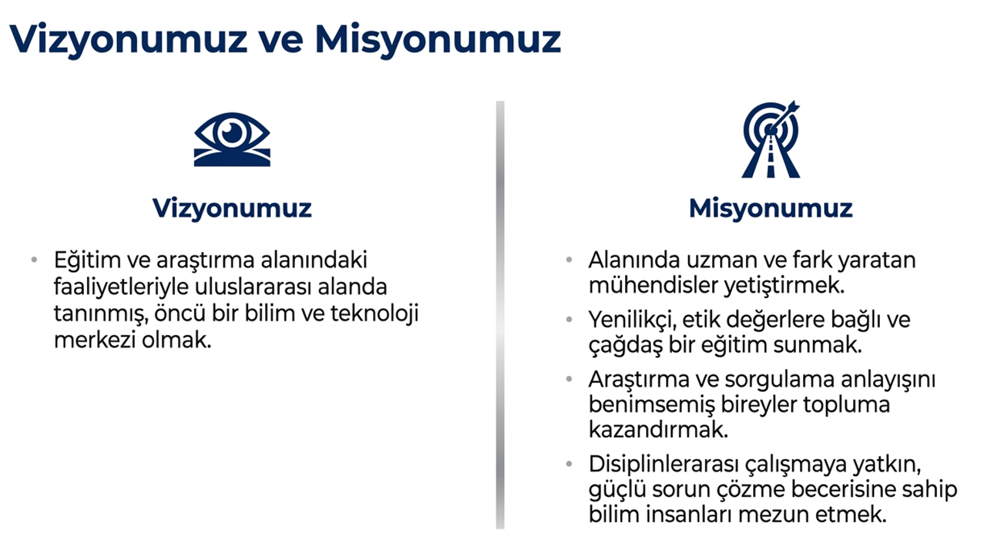 Vizyonumuz ve Misyonumuz
Vizyonumuz
• Eğitim ve araştırma alanındaki
faaliyetleriyle uluslararası alanda
tanınmış, öncü bir bilim ve teknoloji
merkezi olmak.
Misyonumuz
• Alanında uzman ve fark yaratan
mühendisler yetiştirmek.
• Yenilikçi, etik değerlere bağlı ve
çağdaş bir eğitim sunmak.
• Araştırma ve sorgulama anlayışını
benimsemiş bireyler topluma
kazandırmak.
• Disiplinlerarası çalışmaya yatkın,
güçlü sorun çözme becerisine sahip
bilim insanları mezun etmek.